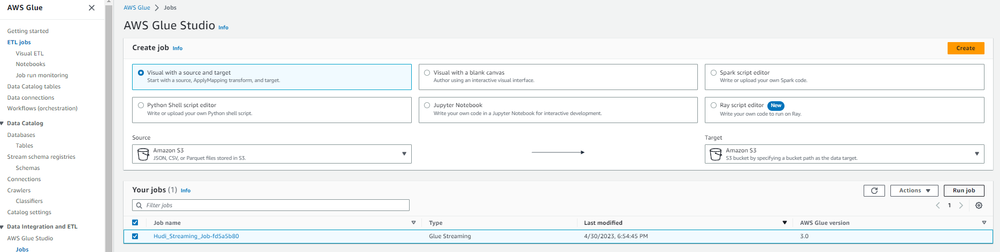 AWS Glue
Getting started
ETL jobs
Visual ETL
Notebooks
Job run monitoring
Data Catalog tables
Data connections
Workflows (orchestration)
Data Catalog
Databases
Tables
Stream schema registries
Schemas
Connections
Crawlers
Classifiers
Catalog settings
Data Integration and ETL
AWS Glue Studio
Jobs
AWS Glue > Jobs
AWS Glue Studio Info
Create job Info
Create
Visual with a source and target
Start with a source, ApplyMapping transform, and target.
Visual with a blank canvas
Author using an interactive visual interface.
Spark script editor
Write or upload your own Spark code.
Python Shell script editor
Write or upload your own Python shell script.
Jupyter Notebook
Write your own code in a Jupyter Notebook for interactive development.
Ray script editor New
Write your own code to run on Ray.
Source
Amazon S3
JSON, CSV, or Parquet files stored in S3.
Target
Amazon S3
S3 bucket by specifying a bucket path as the data target.
Your jobs (1) Info
Actions
Run job
Filter jobs
1
Job name Type Last modified AWS Glue version
Hudi_Streaming_Job-fd5a5b80 Glue Streaming 4/30/2023, 6:54:45 PM 3.0